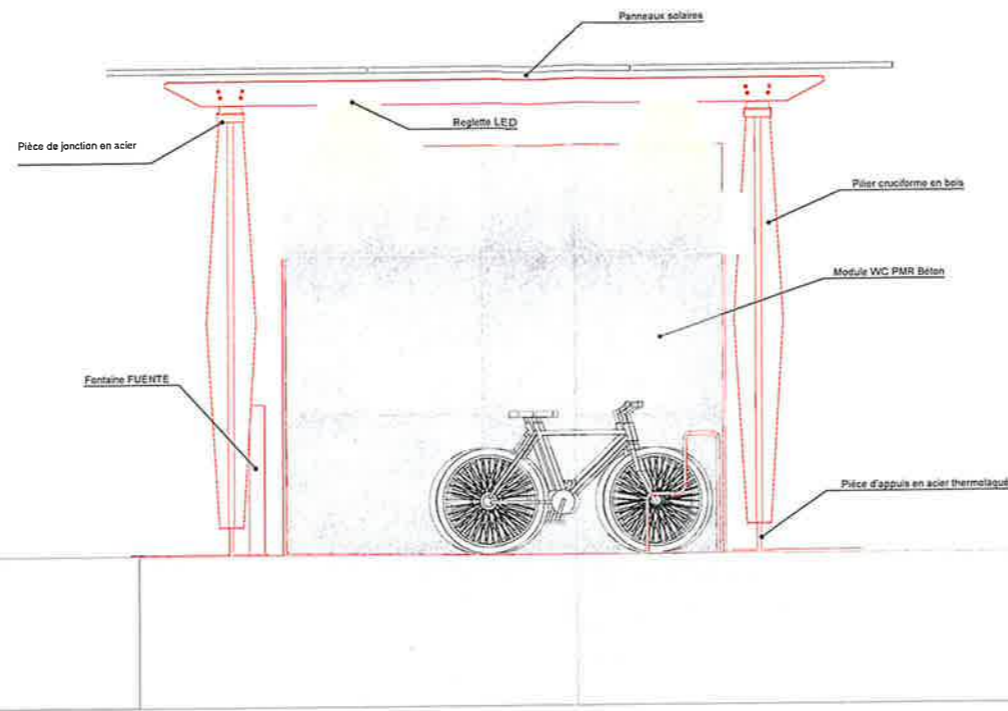 Panneaux solaires
Reglette LED
Pièce de jonction en acier
Pilier cruciforme en bois
Module WC PMR Béton
Fontaine FUENTE
Pièce d'appuis en acier thermolaqué